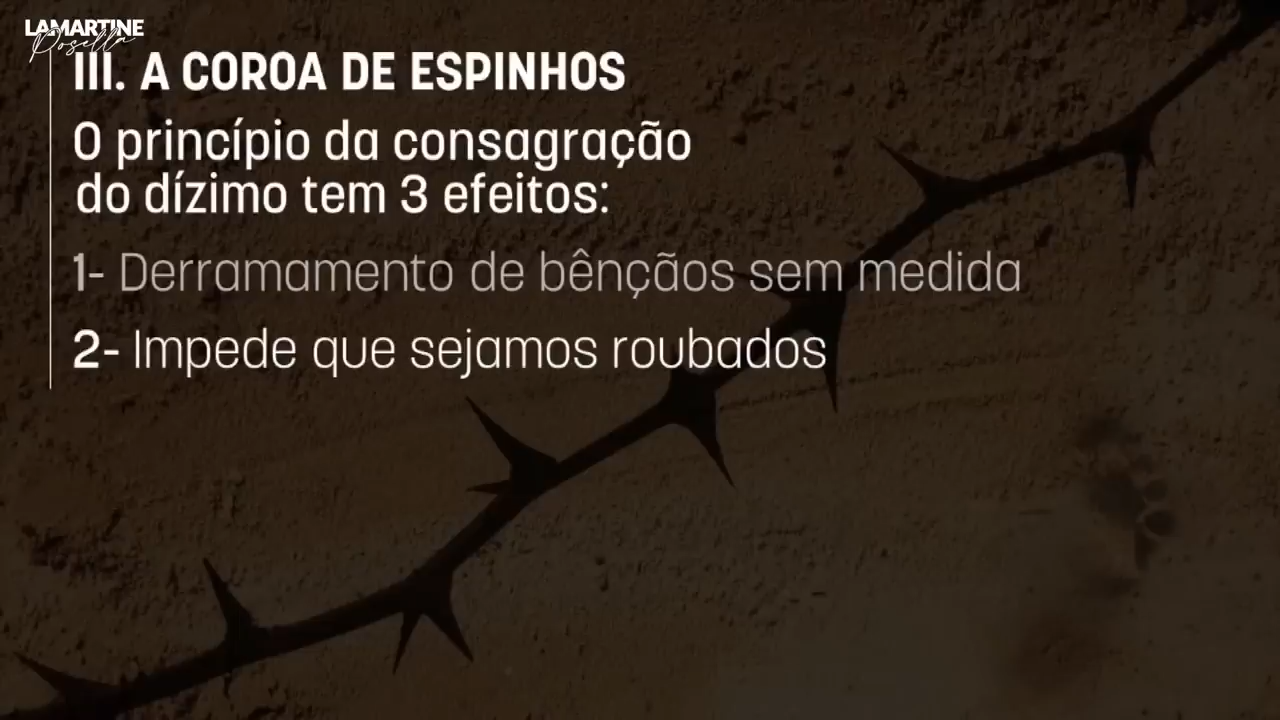 LAMARTINE
Posella
III. A COROA DE ESPINHOS
O princípio da consagração
do dízimo tem 3 efeitos:
1- Derramamento de bênçãos sem medida
2- Impede que sejamos roubados